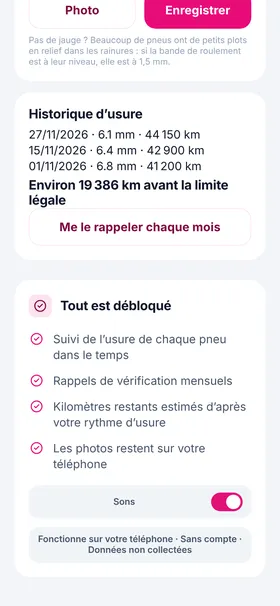 Photo
Enregistrer
Pas de jauge ? Beaucoup de pneus ont de petits plots
en relief dans les rainures : si la bande de roulement
est à leur niveau, elle est à 1,5 mm.
Historique d’usure
27/11/2026 · 6.1 mm · 44 150 km
15/11/2026 · 6.4 mm · 42 900 km
01/11/2026 · 6.8 mm · 41 200 km
Environ 19 386 km avant la limite
légale
Me le rappeler chaque mois
Tout est débloqué
Suivi de l’usure de chaque pneu
dans le temps
Rappels de vérification mensuels
Kilomètres restants estimés d’après
votre rythme d’usure
Les photos restent sur votre
téléphone
Sons
Fonctionne sur votre téléphone · Sans compte ·
Données non collectées